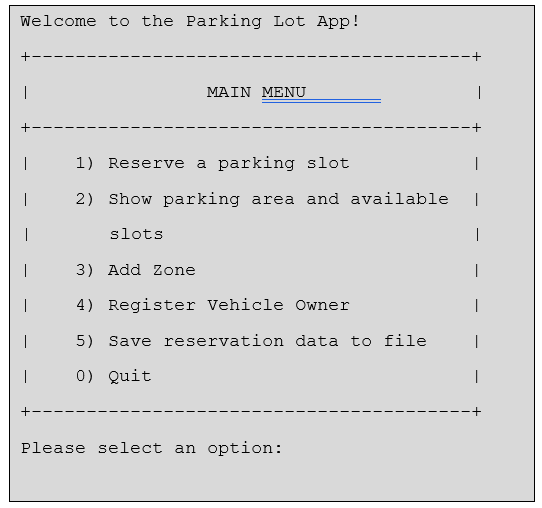 Welcome to the Parking Lot App!
+----------------------------------------+
|                MAIN MENU               |
+----------------------------------------+
|    1) Reserve a parking slot           |
|    2) Show parking area and available  |
|       slots                            |
|    3) Add Zone                         |
|    4) Register Vehicle Owner           |
|    5) Save reservation data to file    |
|    0) Quit                             |
+----------------------------------------+
Please select an option: